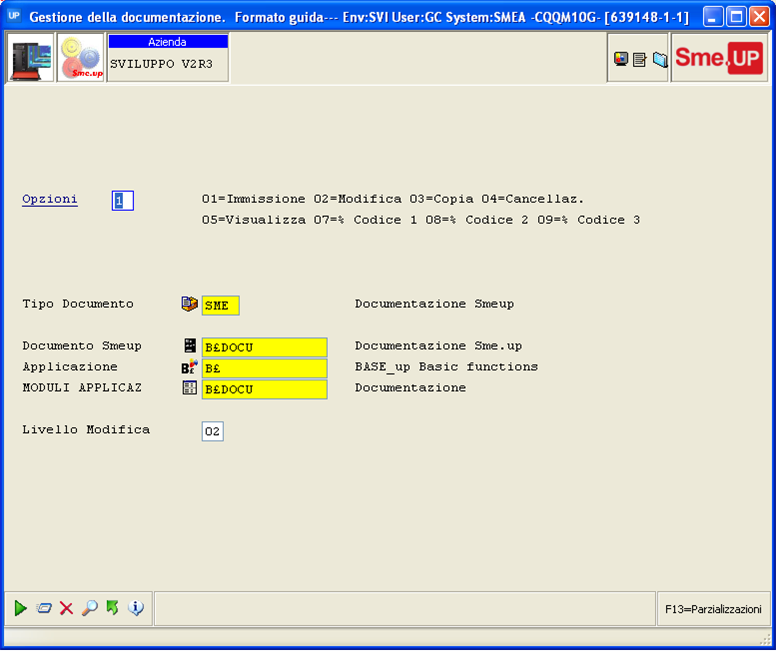 UP Gestione della documentazione. Formato guida--- Env:SVI User:GC System:SMEA -CQQM10G- [639148-1-1]
Sme.up
Azienda
SVILUPPO V2R3
Sme.UP
Opzioni 1 01=Immissione 02=Modifica 03=Copia 04=Cancellaz.
05=Visualizza 07=% Codice 1 08=% Codice 2 09=% Codice 3
Tipo Documento SME Documentazione Smeup
Documento Smeup B£DOCU Documentazione Sme.up
Applicazione B£ B£ BASE_up Basic functions
MODULI APPLICAZ B£DOCU Documentazione
Livello Modifica 02
F13=Parzializzazioni